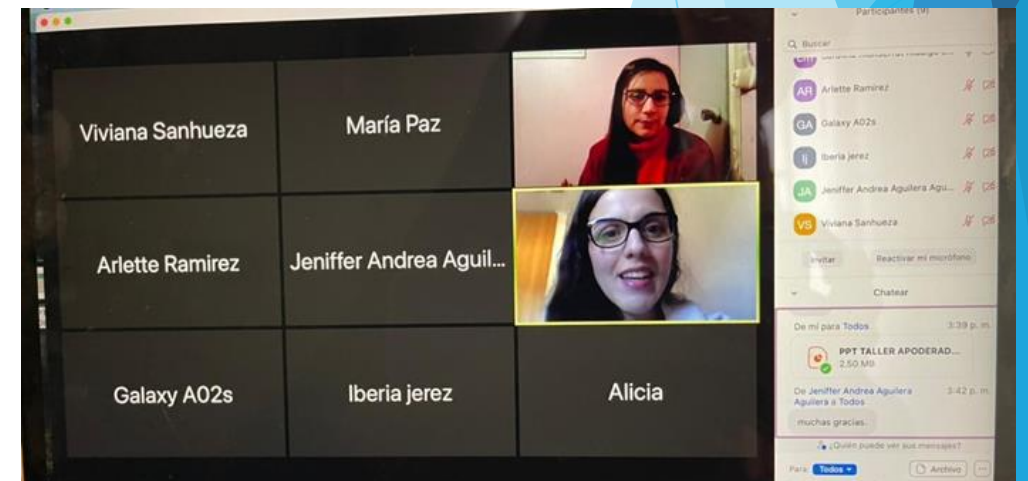 Viviana Sanhueza
María Paz
Arlette Ramirez
Jeniffer Andrea Aguil...
Galaxy A02s
Iberia jerez
Alicia
Participantes (9)
Buscar
AR Arlette Ramirez
GA Galaxy A02s
Ij Iberia jerez
JA Jeniffer Andrea Aguilera Agu...
VS Viviana Sanhueza
Invitar Reactivar mi micrófono
Chatear
De mí para Todos 3:39 p. m.
PPT TALLER APODERAD...
2.50 MB
De Jeniffer Andrea Aguilera 3:42 p. m.
Aguilera a Todos
muchas gracias.
¿Quién puede ver sus mensajes?
Para: Todos Archivo